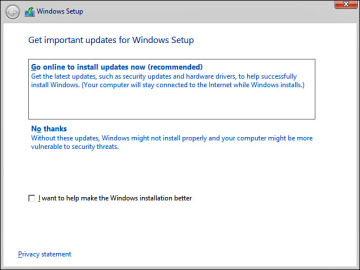 Windows Setup
Get important updates for Windows Setup
Go online to install updates now (recommended)
Get the latest updates, such as security updates and hardware drivers, to help successfully
install Windows. (Your computer will stay connected to the Internet while Windows installs.)
No thanks
Without these updates, Windows might not install properly and your computer might be more
vulnerable to security threats.
I want to help make the Windows installation better
Privacy statement